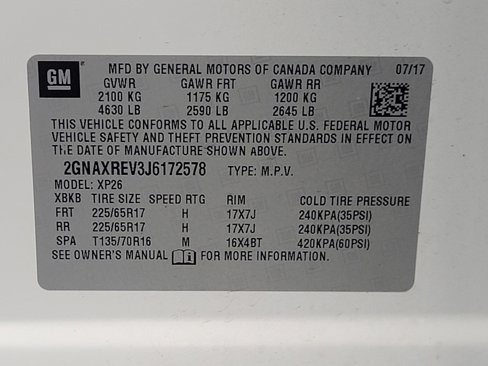 GM
MFD BY GENERAL MOTORS OF CANADA COMPANY 07/17
GVWR GAWR FRT GAWR RR
2100 KG 1175 KG 1200 KG
4630 LB 2590 LB 2645 LB
THIS VEHICLE CONFORMS TO ALL APPLICABLE U.S. FEDERAL MOTOR
VEHICLE SAFETY AND THEFT PREVENTION STANDARDS IN EFFECT ON
THE DATE OF MANUFACTURE SHOWN ABOVE.
2GNAXREV3J6172578 TYPE: M.P.V.
MODEL: XP26
XBKB TIRE SIZE SPEED RTG RIM COLD TIRE PRESSURE
FRT 225/65R17 H 17X7J 240KPA(35PSI)
RR 225/65R17 H 17X7J 240KPA(35PSI)
SPA T135/70R16 M 16X4BT 420KPA(60PSI)
SEE OWNER'S MANUAL FOR MORE INFORMATION.